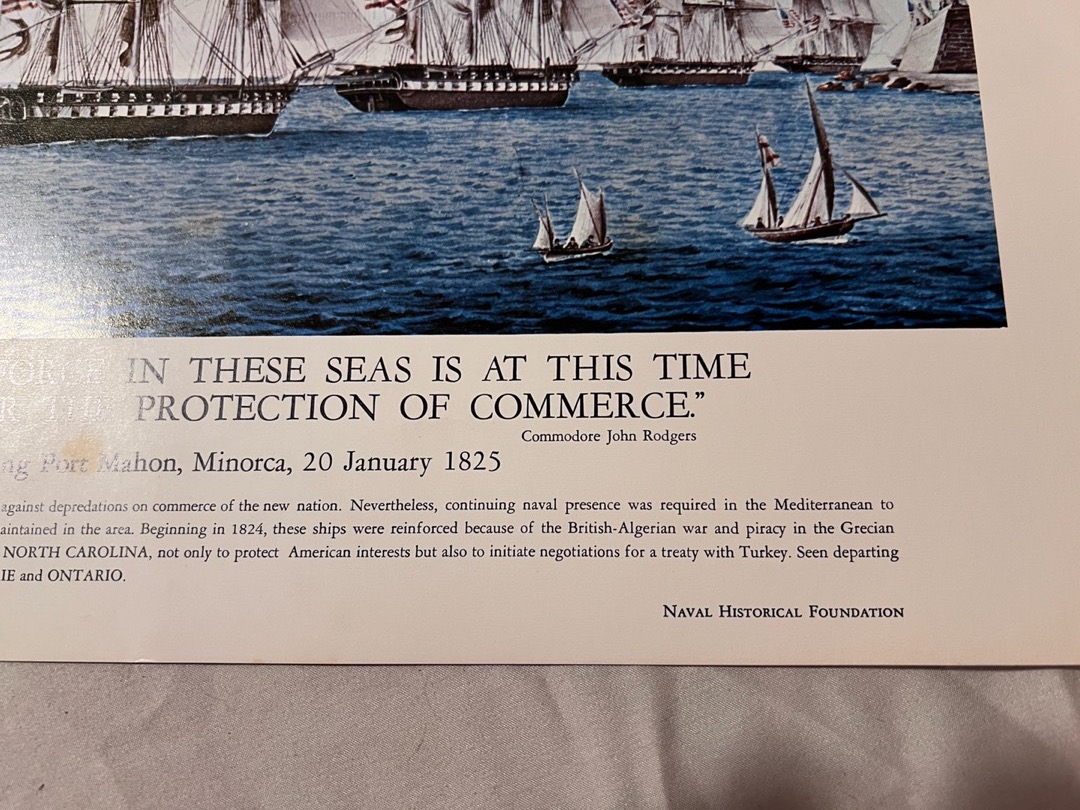 IN THESE SEAS IS AT THIS TIME
PROTECTION OF COMMERCE."
Commodore John Rodgers
Port Mahon, Minorca, 20 January 1825
against depredations on commerce of the new nation. Nevertheless, continuing naval presence was required in the Mediterranean to
aintained in the area. Beginning in 1824, these ships were reinforced because of the British-Algerian war and piracy in the Grecian
NORTH CAROLINA, not only to protect American interests but also to initiate negotiations for a treaty with Turkey. Seen departing
IE and ONTARIO.
NAVAL HISTORICAL FOUNDATION